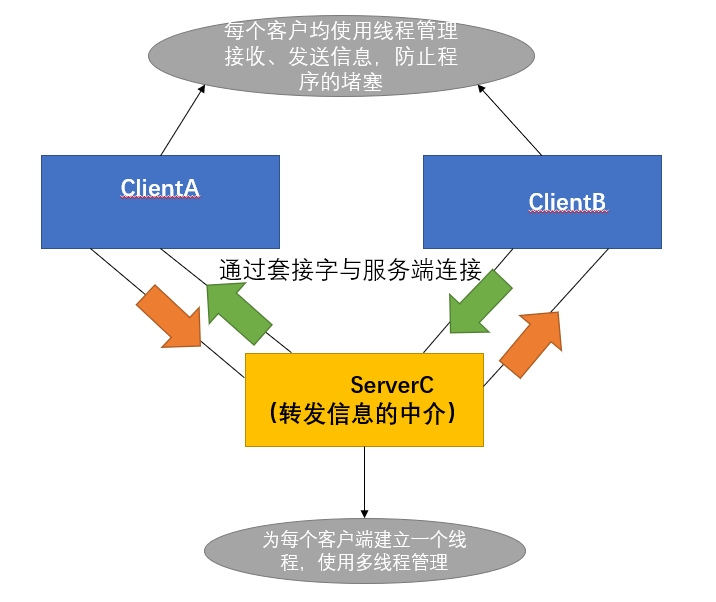 每个客户均使用线程管理
接收、发送信息，防止程
序的堵塞
ClientA
ClientB
通过套接字与服务端连接
ServerC
（转发信息的中介）
为每个客户端建立一个线
程，使用多线程管理